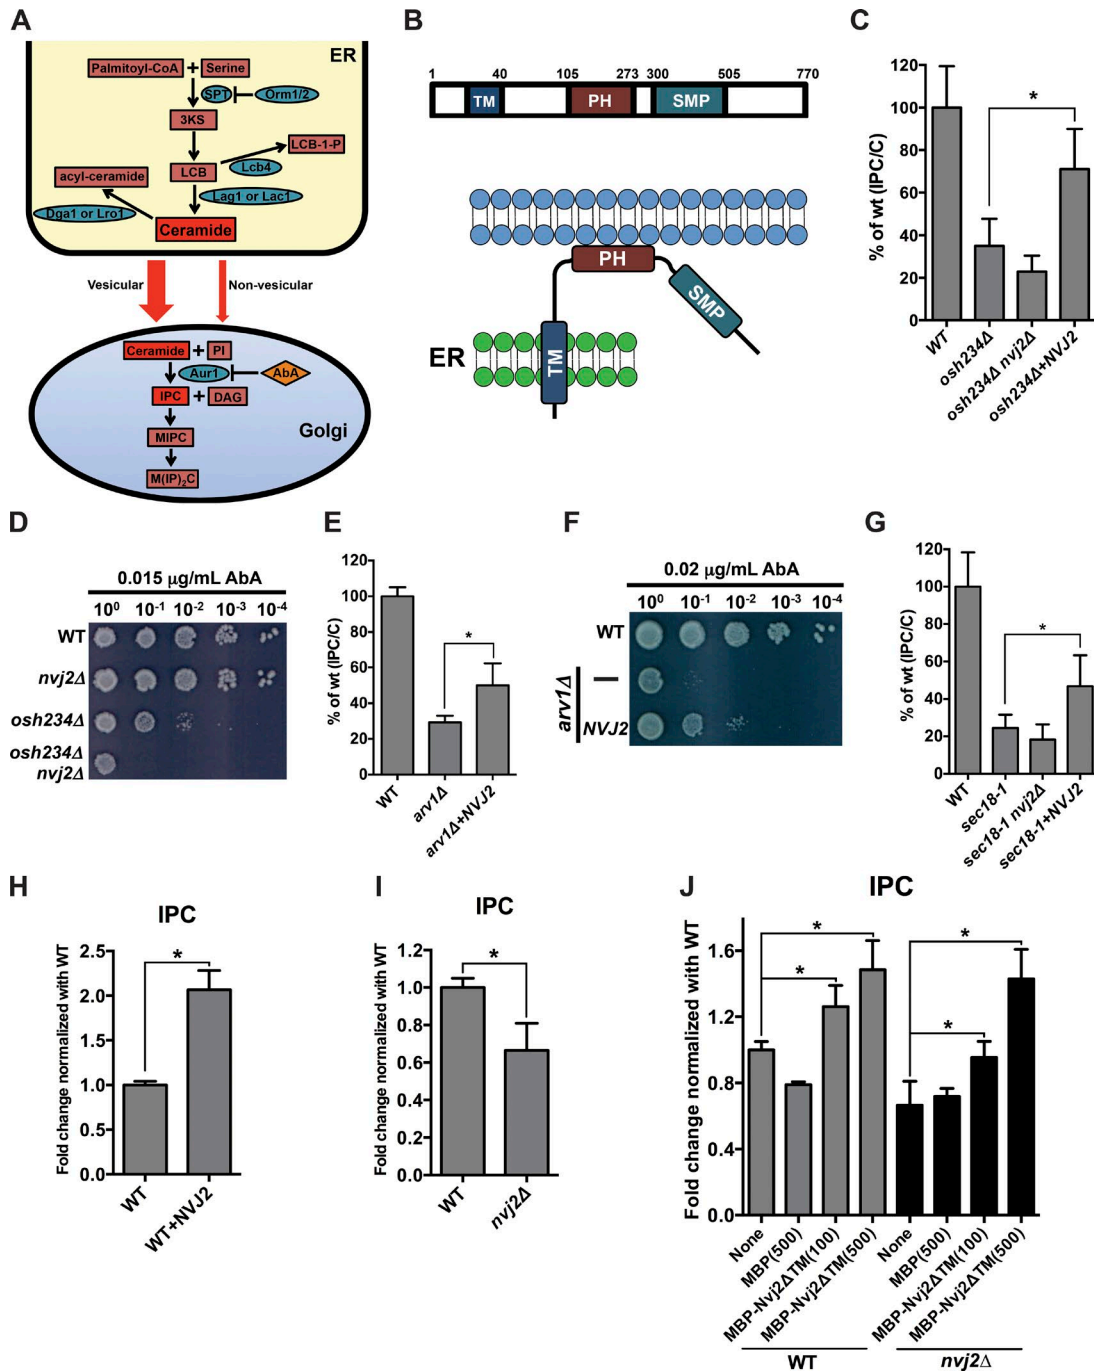 A
ER
Palmitoyl-CoA + Serine
SPT
Orm1/2
3KS
LCB-1-P
LCB
Lcb4
acyl-ceramide
Lag1 or Lac1
Dga1 or Lro1
Ceramide
Vesicular
Non-vesicular
Ceramide + PI
Aur1
AbA
IPC + DAG
Golgi
MIPC
M(IP)2C
B
1 40 105 273 300 505 770
TM PH SMP
PH
SMP
ER
TM
C
% of wt (IPC/C)
120
100
80
60
40
20
0
*
WT
osh234Δ
osh234Δ nvj2Δ
osh234Δ+NVJ2
D
0.015 μg/mL AbA
10⁰ 10⁻¹ 10⁻² 10⁻³ 10⁻⁴
WT
nvj2Δ
osh234Δ
osh234Δ
nvj2Δ
E
% of wt (IPC/C)
120
100
80
60
40
20
0
*
WT
arv1Δ
arv1Δ+NVJ2
F
0.02 μg/mL AbA
10⁰ 10⁻¹ 10⁻² 10⁻³ 10⁻⁴
WT
arv1Δ
—
NVJ2
G
% of wt (IPC/C)
120
100
80
60
40
20
0
*
WT
sec18-1
sec18-1 nvj2Δ
sec18-1+NVJ2
H
IPC
Fold change normalized with WT
2.5
2.0
1.5
1.0
0.5
0.0
*
WT
WT+NVJ2
I
IPC
Fold change normalized with WT
1.2
1.0
0.8
0.6
0.4
0.2
0.0
*
WT
nvj2Δ
J
IPC
Fold change normalized with WT
1.6
1.2
0.8
0.4
0.0
*
*
*
*
None
MBP(500)
MBP-Nvj2ΔTM(100)
MBP-Nvj2ΔTM(500)
None
MBP(500)
MBP-Nvj2ΔTM(100)
MBP-Nvj2ΔTM(500)
WT
nvj2Δ